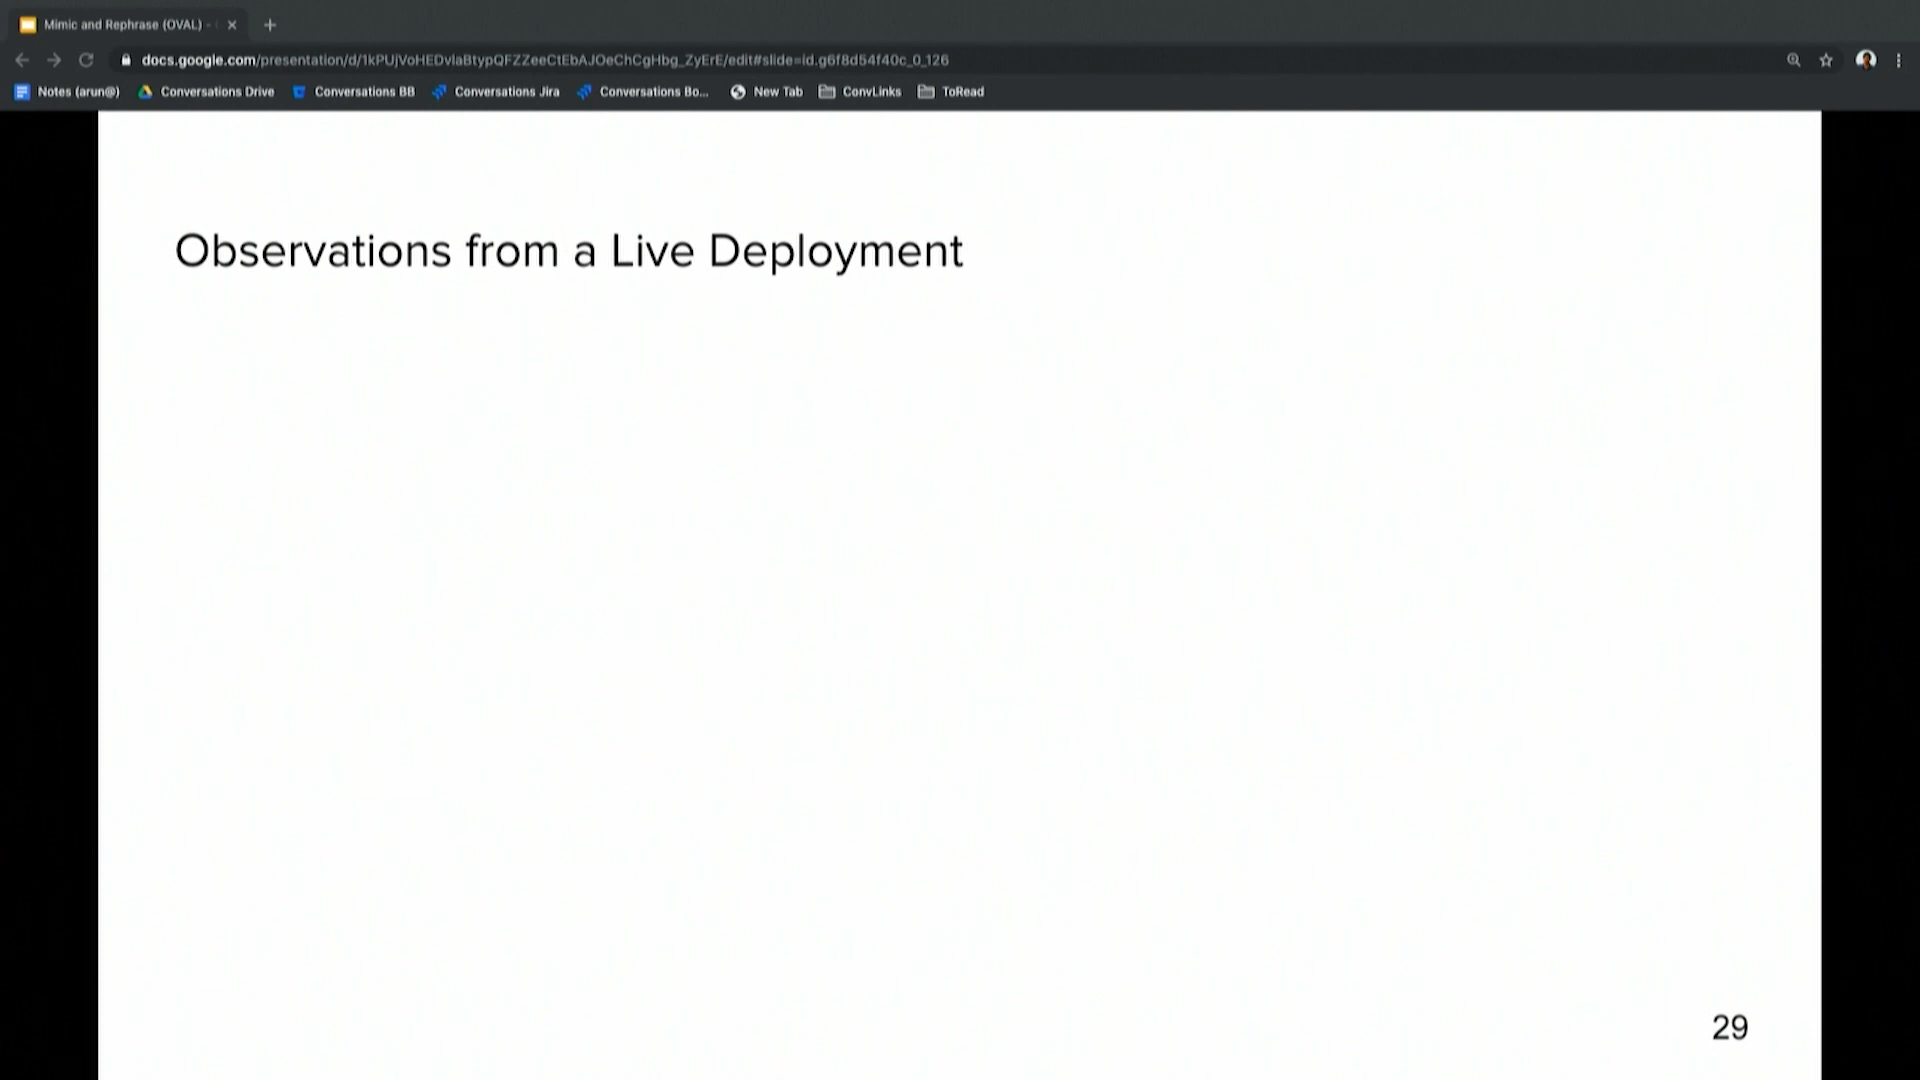 Mimic and Rephrase (OVAL) -
docs.google.com/presentation/d/1kPUjVoHEDvlaBtypQFZZeeCtEbAJOeChCgHbg_ZyErE/edit#slide=id.g6f8d54f40c_0_126
Notes (arun@) Conversations Drive Conversations BB Conversations Jira Conversations Bo... New Tab ConvLinks ToRead
Observations from a Live Deployment
29